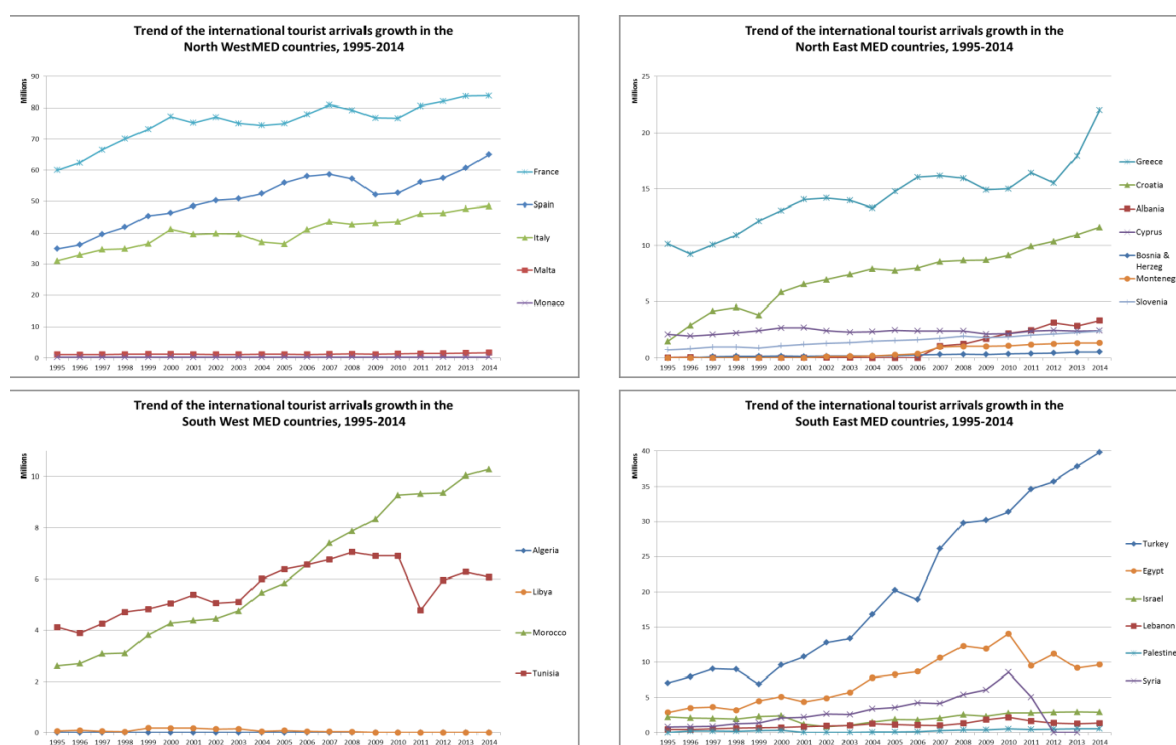 Trend of the international tourist arrivals growth in the
North WestMED countries, 1995-2014
Millions
90
80
70
60
50
40
30
20
10
0
1995 1996 1997 1998 1999 2000 2001 2002 2003 2004 2005 2006 2007 2008 2009 2010 2011 2012 2013 2014
France
Spain
Italy
Malta
Monaco
Trend of the international tourist arrivals growth in the
North East MED countries, 1995-2014
Millions
25
20
15
10
5
0
1995 1996 1997 1998 1999 2000 2001 2002 2003 2004 2005 2006 2007 2008 2009 2010 2011 2012 2013 2014
Greece
Croatia
Albania
Cyprus
Bosnia &
Herzeg
Monteneg
Slovenia
Trend of the international tourist arrivals growth in the
South West MED countries, 1995-2014
Millions
10
8
6
4
2
0
1995 1996 1997 1998 1999 2000 2001 2002 2003 2004 2005 2006 2007 2008 2009 2010 2011 2012 2013 2014
Algeria
Libya
Morocco
Tunisia
Trend of the international tourist arrivals growth in the
South East MED countries, 1995-2014
Millions
40
35
30
25
20
15
10
5
0
1995 1996 1997 1998 1999 2000 2001 2002 2003 2004 2005 2006 2007 2008 2009 2010 2011 2012 2013 2014
Turkey
Egypt
Israel
Lebanon
Palestine
Syria